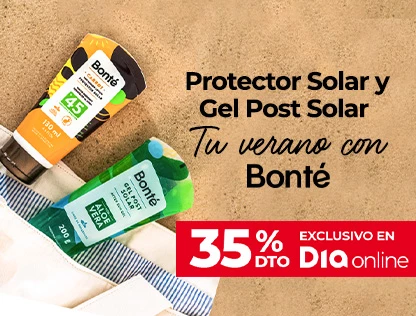 Protector Solar y
Gel Post Solar
Tu verano con
Bonté
35% DTO
EXCLUSIVO EN
Dia online
Bonté
45
130 ml
Bonté
GEL POST
SOLAR
ALOE
VERA
200 g